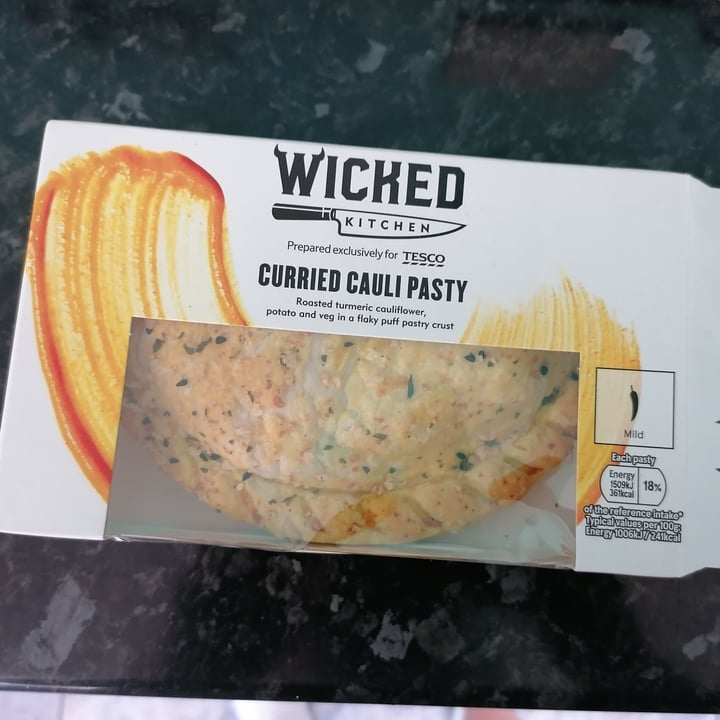 WICKED
KITCHEN
Prepared exclusively for TESCO
CURRIED CAULI PASTY
Roasted turmeric cauliflower,
potato and veg in a flaky puff pastry crust
Mild
Each pasty
Energy
1509kJ
361kcal
18%
of the reference intake*
Typical values per 100g:
Energy 1006kJ / 241kcal